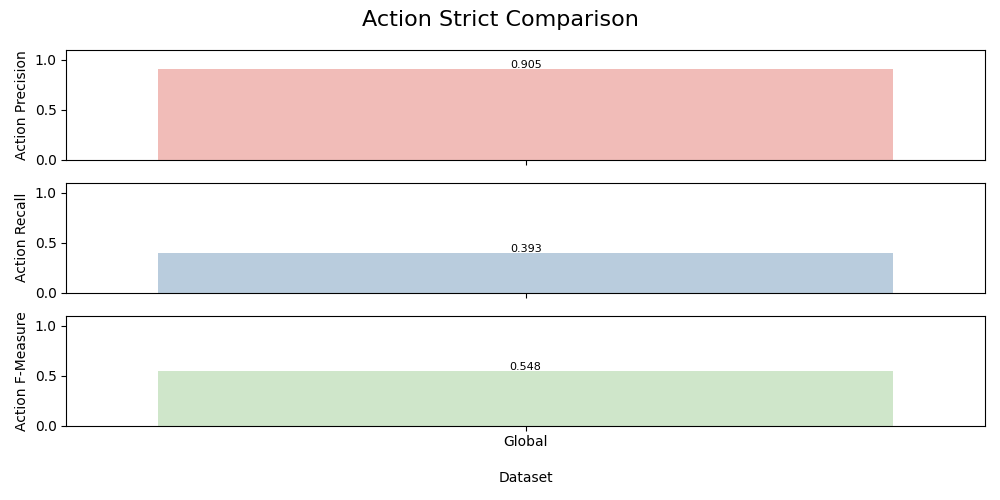 Action Strict Comparison
Action Precision
1.0
0.5
0.0
0.905
Action Recall
1.0
0.5
0.0
0.393
Action F-Measure
1.0
0.5
0.0
0.548
Global
Dataset